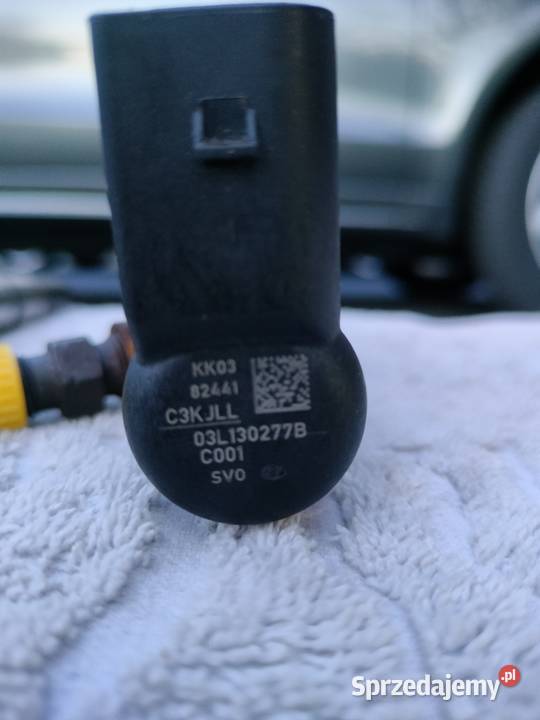 KK03
82441
C3KJLL
03L130277B
C001
SVO
Sprzedajemy.pl